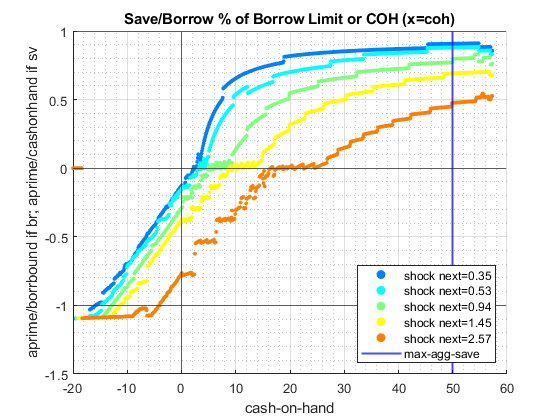 Save/Borrow % of Borrow Limit or COH (x=coh)
aprime/borrbound if br; aprime/cashonhand if sv
1
0.5
0
-0.5
-1
-1.5
shock next=0.35
shock next=0.53
shock next=0.94
shock next=1.45
shock next=2.57
max-agg-save
-20 -10 0 10 20 30 40 50 60
cash-on-hand